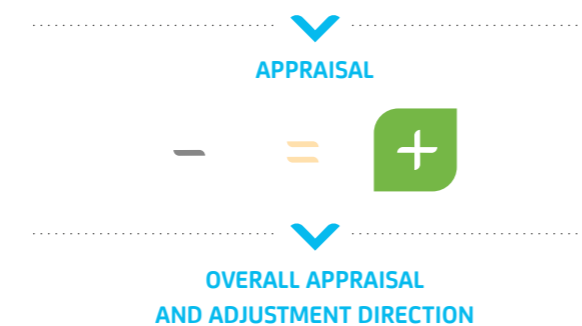 APPRAISAL
- = +
OVERALL APPRAISAL
AND ADJUSTMENT DIRECTION